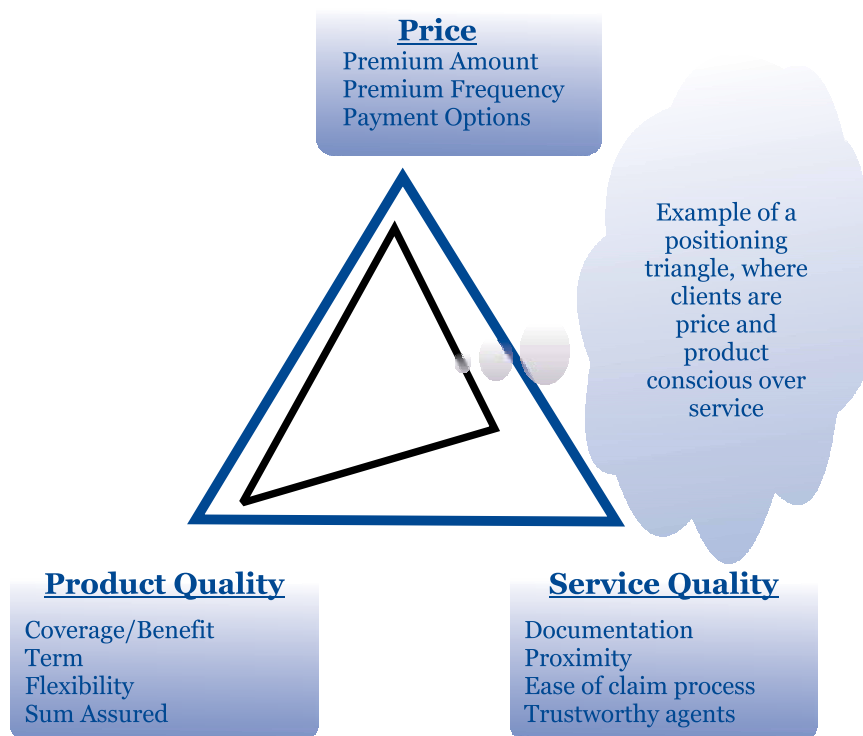 Price
Premium Amount
Premium Frequency
Payment Options
Example of a
positioning
triangle, where
clients are
price and
product
conscious over
service
Product Quality
Coverage/Benefit
Term
Flexibility
Sum Assured
Service Quality
Documentation
Proximity
Ease of claim process
Trustworthy agents